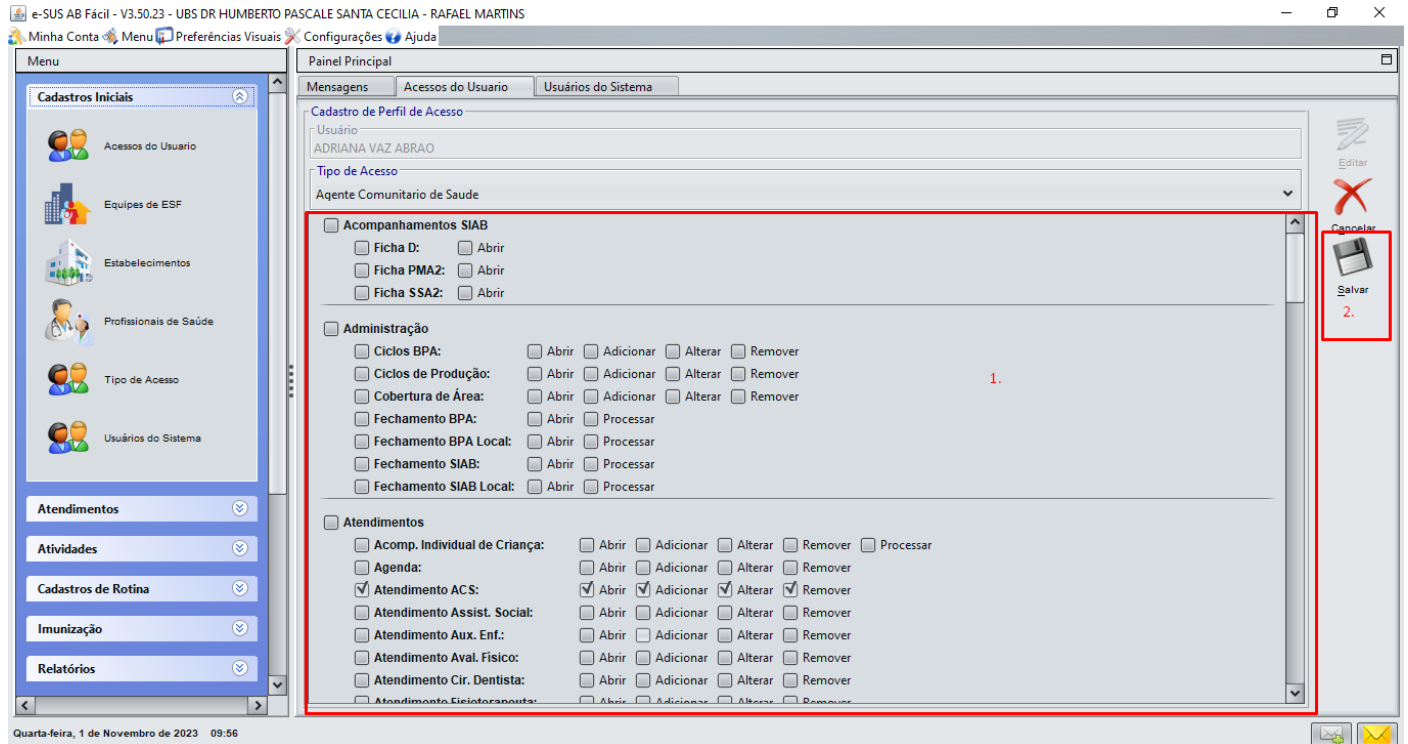 e-SUS AB Fácil - V3.50.23 - UBS DR HUMBERTO PASCALE SANTA CECILIA - RAFAEL MARTINS
Minha Conta Menu Preferências Visuais Configurações Ajuda
Menu
Cadastros Iniciais
Acessos do Usuario
Equipes de ESF
Estabelecimentos
Profissionais de Saúde
Tipo de Acesso
Usuários do Sistema
Atendimentos
Atividades
Cadastros de Rotina
Imunização
Relatórios
Painel Principal
Mensagens Acessos do Usuario Usuários do Sistema
Cadastro de Perfil de Acesso
Usuário
ADRIANA VAZ ABRAO
Tipo de Acesso
Agente Comunitario de Saude
Acompanhamentos SIAB
Ficha D: Abrir
Ficha PMA2: Abrir
Ficha SSA2: Abrir
Administração
Ciclos BPA: Abrir Adicionar Alterar Remover
Ciclos de Produção: Abrir Adicionar Alterar Remover
1.
Cobertura de Área: Abrir Adicionar Alterar Remover
Fechamento BPA: Abrir Processar
Fechamento BPA Local: Abrir Processar
Fechamento SIAB: Abrir Processar
Fechamento SIAB Local: Abrir Processar
Atendimentos
Acomp. Individual de Criança: Abrir Adicionar Alterar Remover Processar
Agenda: Abrir Adicionar Alterar Remover
Atendimento ACS: Abrir Adicionar Alterar Remover
Atendimento Assist. Social: Abrir Adicionar Alterar Remover
Atendimento Aux. Enf.: Abrir Adicionar Alterar Remover
Atendimento Aval. Fisico: Abrir Adicionar Alterar Remover
Atendimento Cir. Dentista: Abrir Adicionar Alterar Remover
Atendimento Fisioterapeuta: Abrir Adicionar Alterar Remover
Editar
Cancelar
Salvar
2.
Quarta-feira, 1 de Novembro de 2023 09:56